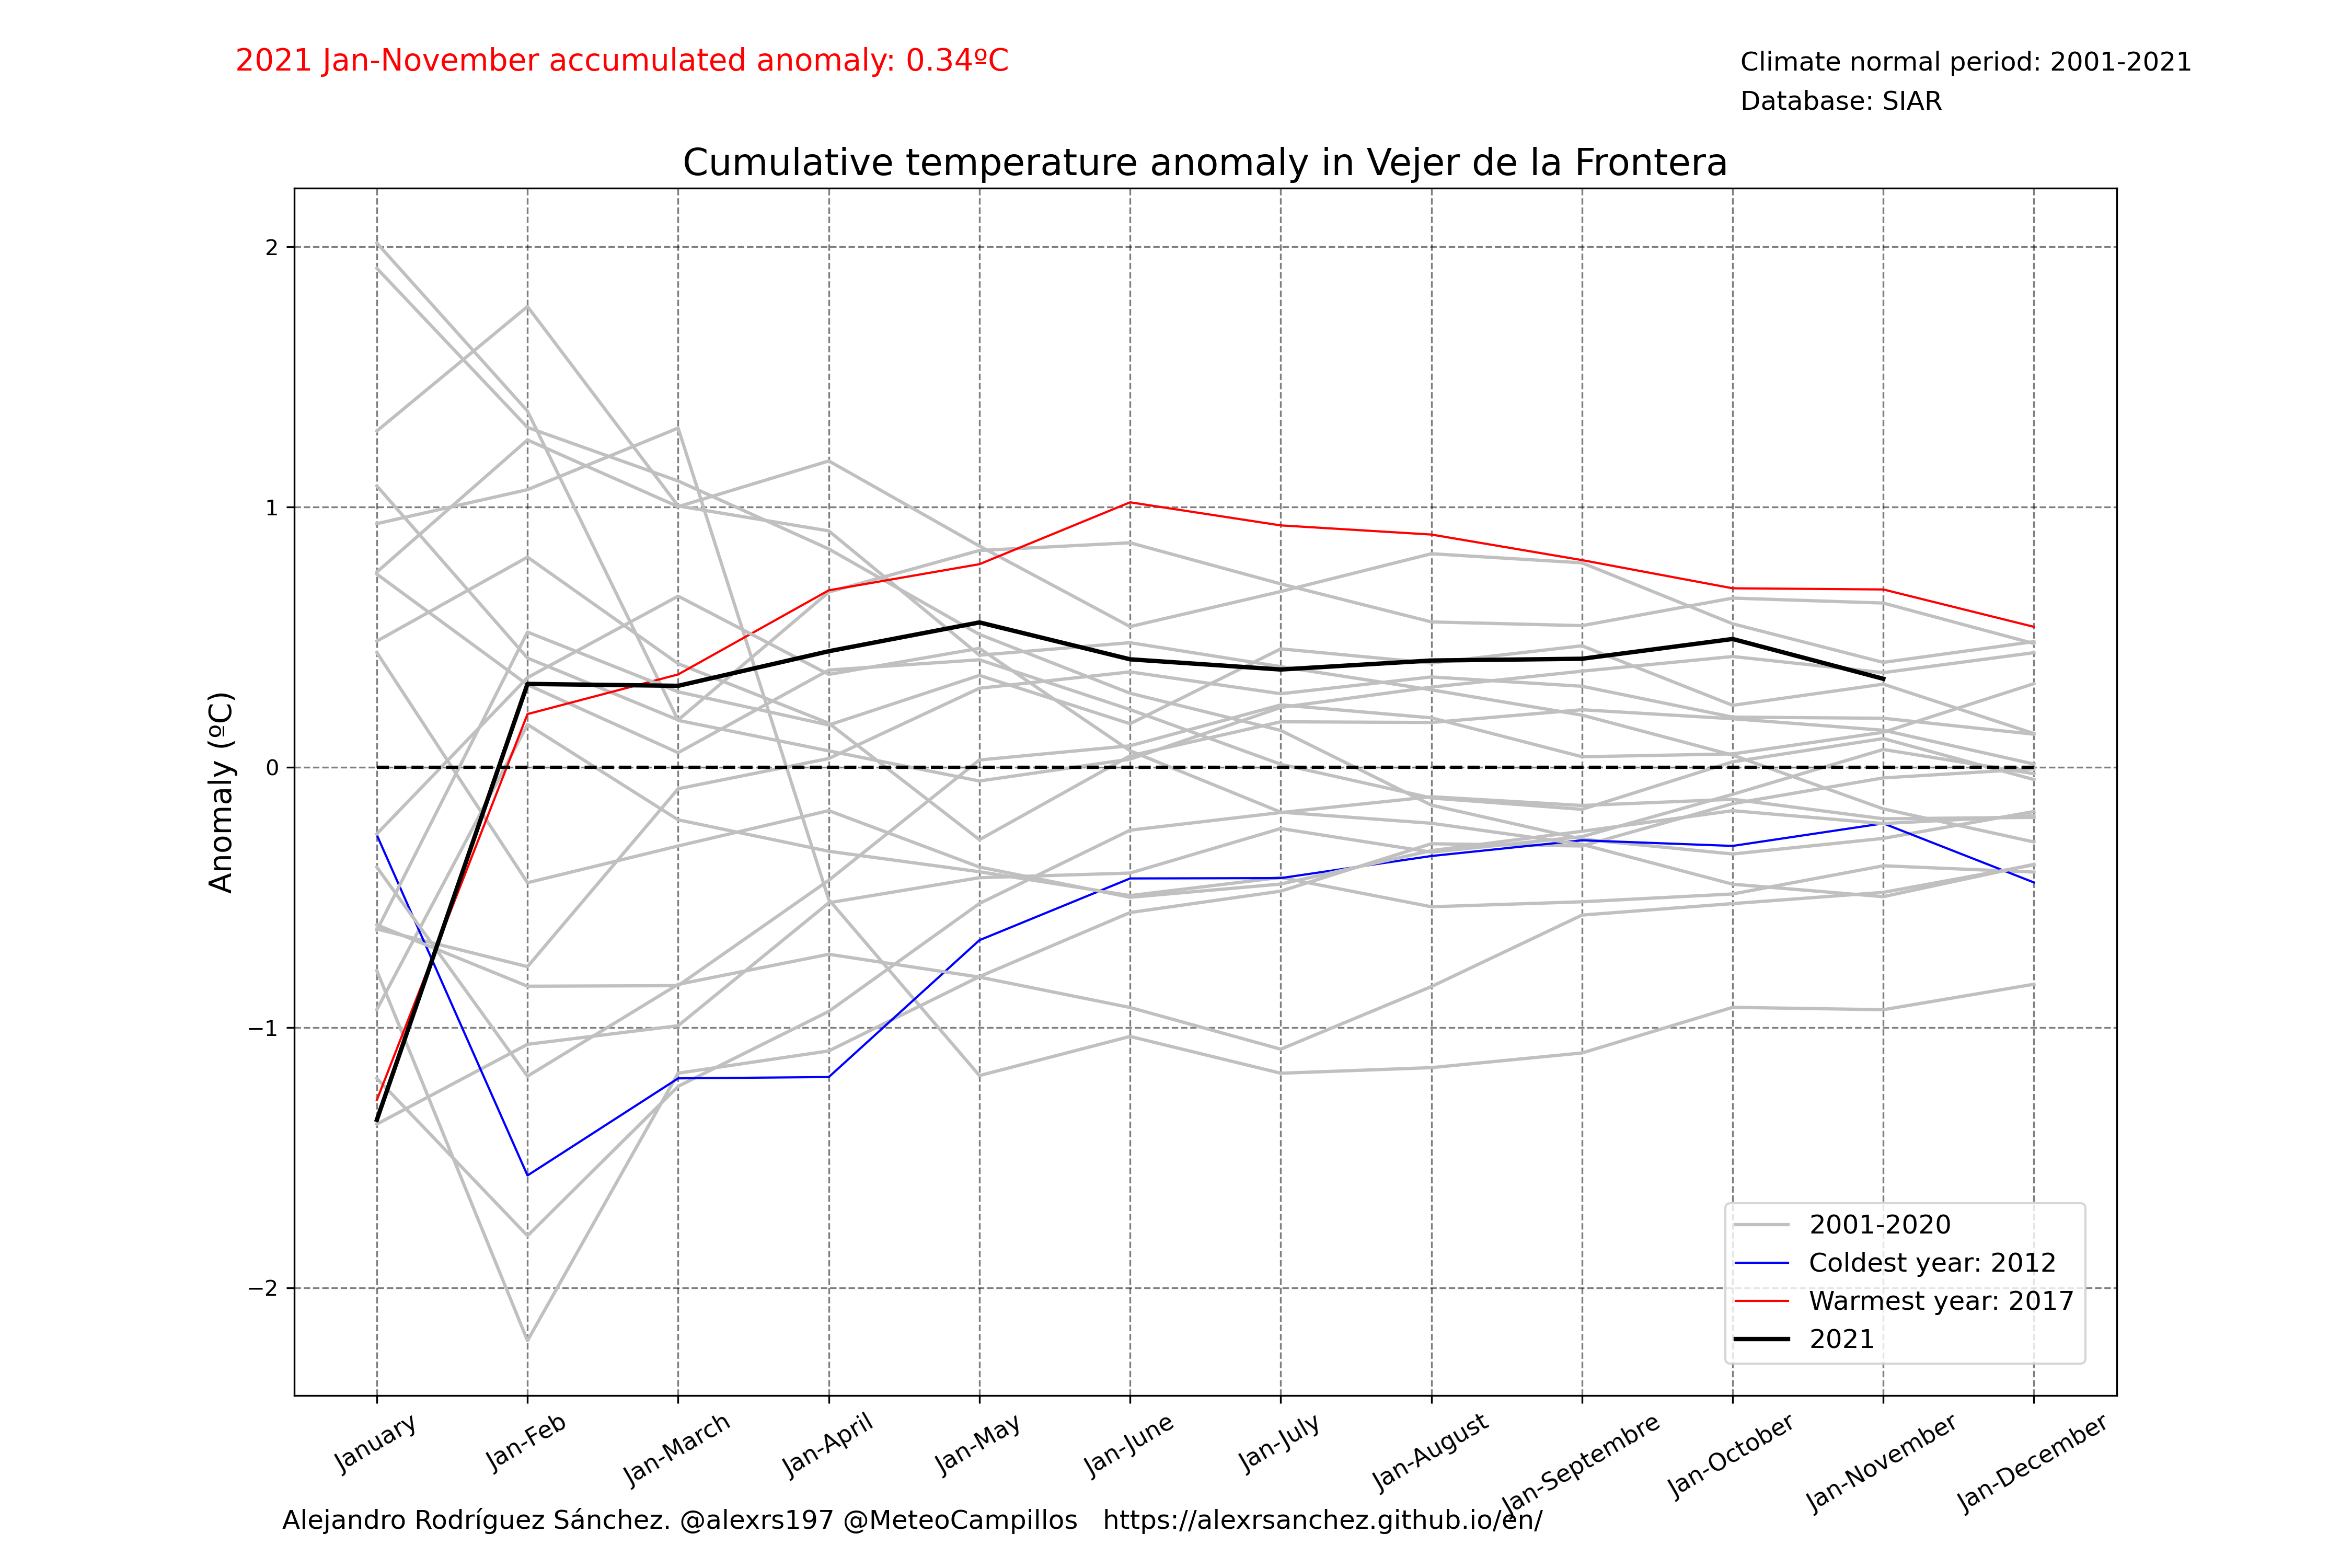 2021 Jan-November accumulated anomaly: 0.34ºC
Climate normal period: 2001-2021
Database: SIAR
Cumulative temperature anomaly in Vejer de la Frontera
Anomaly (ºC)
2
1
0
−1
−2
2001-2020
Coldest year: 2012
Warmest year: 2017
2021
January
Jan-Feb
Jan-March
Jan-April
Jan-May
Jan-June
Jan-July
Jan-August
Jan-Septembre
Jan-October
Jan-November
Jan-December
Alejandro Rodríguez Sánchez. @alexrs197 @MeteoCampillos   https://alexrsanchez.github.io/en/